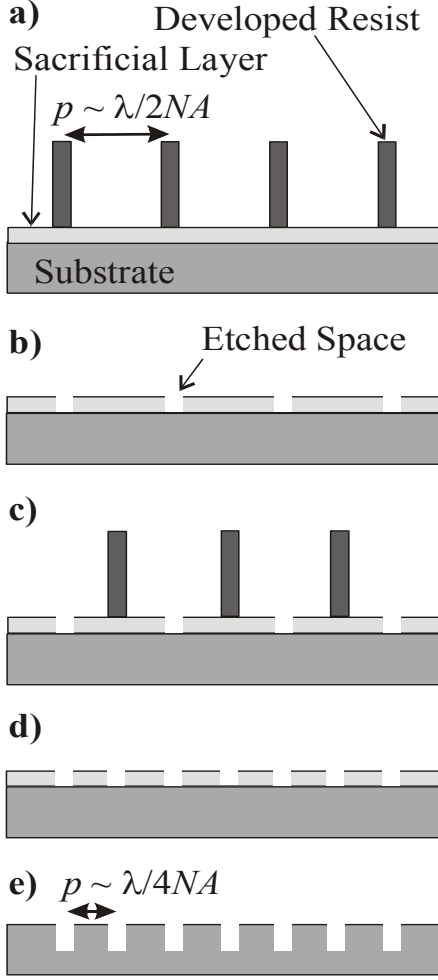 a)
Developed Resist
Sacrificial Layer
p ~ λ/2NA
Substrate
b)
Etched Space
c)
d)
e)
p ~ λ/4NA